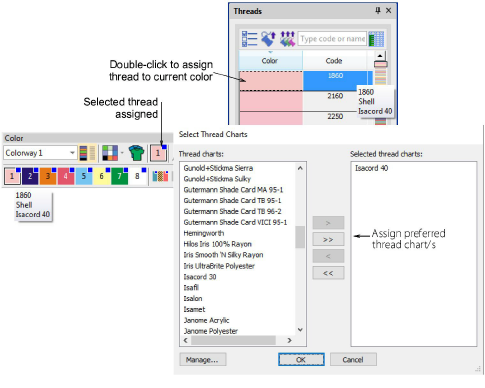 Threads
Type code or name
Color
Code
Double-click to assign
thread to current color
1860
1860
Shell
Isacord 40
2160
2250
Selected thread
assigned
Color
Colorway 1
1
1
2
3
4
5
6
7
8
1860
Shell
Isacord 40
Select Thread Charts
Thread charts:
Gunold+Stickma Sierra
Gunold+Stickma Sulky
Gutermann Shade Card MA 95-1
Gutermann Shade Card TB 95-1
Gutermann Shade Card TB 96-2
Gutermann Shade Card VICI 95-1
Hemingworth
Hilos Iris 100% Rayon
Iris Smooth 'N Silky Rayon
Iris UltraBrite Polyester
Isacord 30
Isafil
Isalon
Isamet
Janome Acrylic
Janome Polyester
>
>>
<
<<
Selected thread charts:
Isacord 40
Assign preferred
thread chart/s
Manage...
OK
Cancel